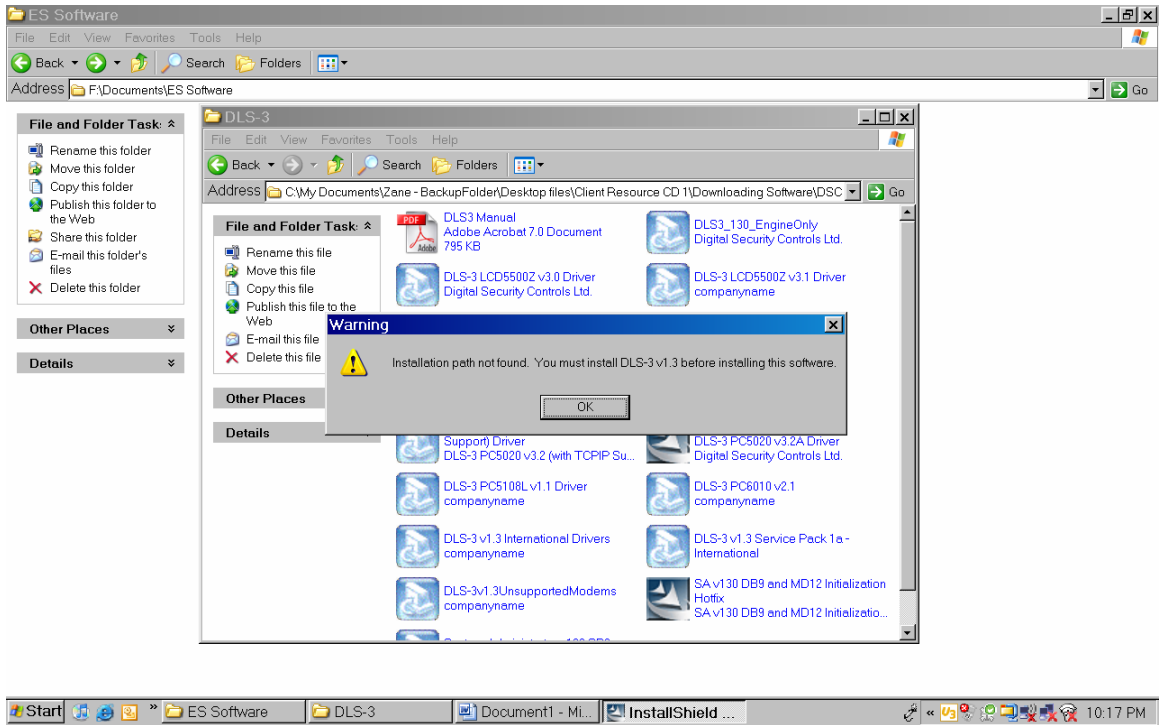 ES Software
File Edit View Favorites Tools Help
Back Search Folders
Address F:\Documents\ES Software Go
File and Folder Task:
Rename this folder
Move this folder
Copy this folder
Publish this folder to
the Web
Share this folder
E-mail this folder's
files
Delete this folder
Other Places
Details
DLS-3
File Edit View Favorites Tools Help
Back Search Folders
Address C:\My Documents\Zane - BackupFolder\Desktop files\Client Resource CD 1\Downloading Software\DSC Go
File and Folder Task:
Rename this file
Move this file
Copy this file
Publish this file to the
Web
E-mail this file
Delete this file
Other Places
Details
PDF
Adobe
DLS3 Manual
Adobe Acrobat 7.0 Document
795 KB
DLS3_130_EngineOnly
Digital Security Controls Ltd.
DLS-3 LCD5500Z v3.0 Driver
Digital Security Controls Ltd.
DLS-3 LCD5500Z v3.1 Driver
companyname
Warning
Installation path not found. You must install DLS-3 v1.3 before installing this software.
OK
Support) Driver
DLS-3 PC5020 v3.2 (with TCPIP Su...
DLS-3 PC5020 v3.2A Driver
Digital Security Controls Ltd.
DLS-3 PC5108L v1.1 Driver
companyname
DLS-3 PC6010 v2.1
companyname
DLS-3 v1.3 International Drivers
companyname
DLS-3 v1.3 Service Pack 1a -
International
DLS-3v1.3UnsupportedModems
companyname
SA v130 DB9 and MD12 Initialization
Hotfix
SA v130 DB9 and MD12 Initializatio...
Start ES Software DLS-3 Document1 - Mi... InstallShield ... 10:17 PM